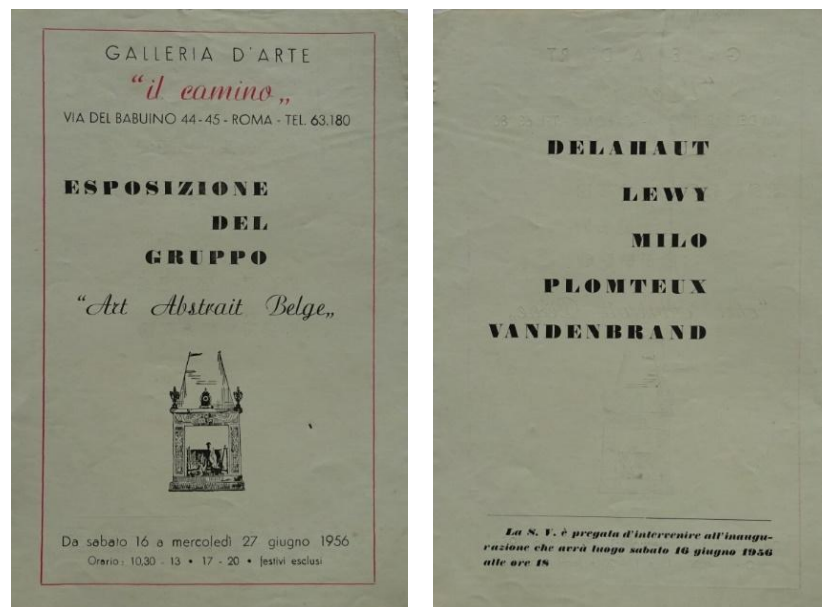 GALLERIA D'ARTE
“il camino„
VIA DEL BABUINO 44-45 - ROMA - TEL. 63.180
ESPOSIZIONE
DEL
GRUPPO
“Art Abstrait Belge„
Da sabato 16 a mercoledì 27 giugno 1956
Orario: 10,30 - 13 • 17 - 20 • festivi esclusi
DELAHAUT
LEWY
MILO
PLOMTEUX
VANDENBRAND
La S. V. è pregata d'intervenire all'inaugu-
razione che avrà luogo sabato 16 giugno 1956
alle ore 18